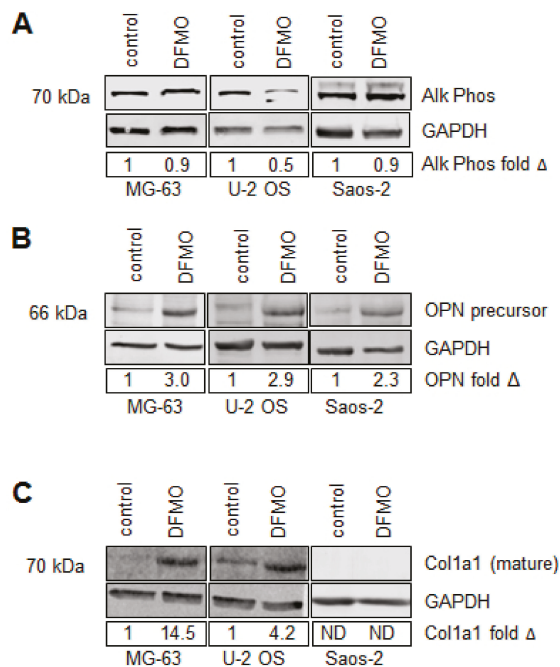 A
control DFMO control DFMO control DFMO
70 kDa Alk Phos
GAPDH
1 0.9 1 0.5 1 0.9 Alk Phos fold Δ
MG-63 U-2 OS Saos-2
B
control DFMO control DFMO control DFMO
66 kDa OPN precursor
GAPDH
1 3.0 1 2.9 1 2.3 OPN fold Δ
MG-63 U-2 OS Saos-2
C
control DFMO control DFMO control DFMO
70 kDa Col1a1 (mature)
GAPDH
1 14.5 1 4.2 ND ND Col1a1 fold Δ
MG-63 U-2 OS Saos-2